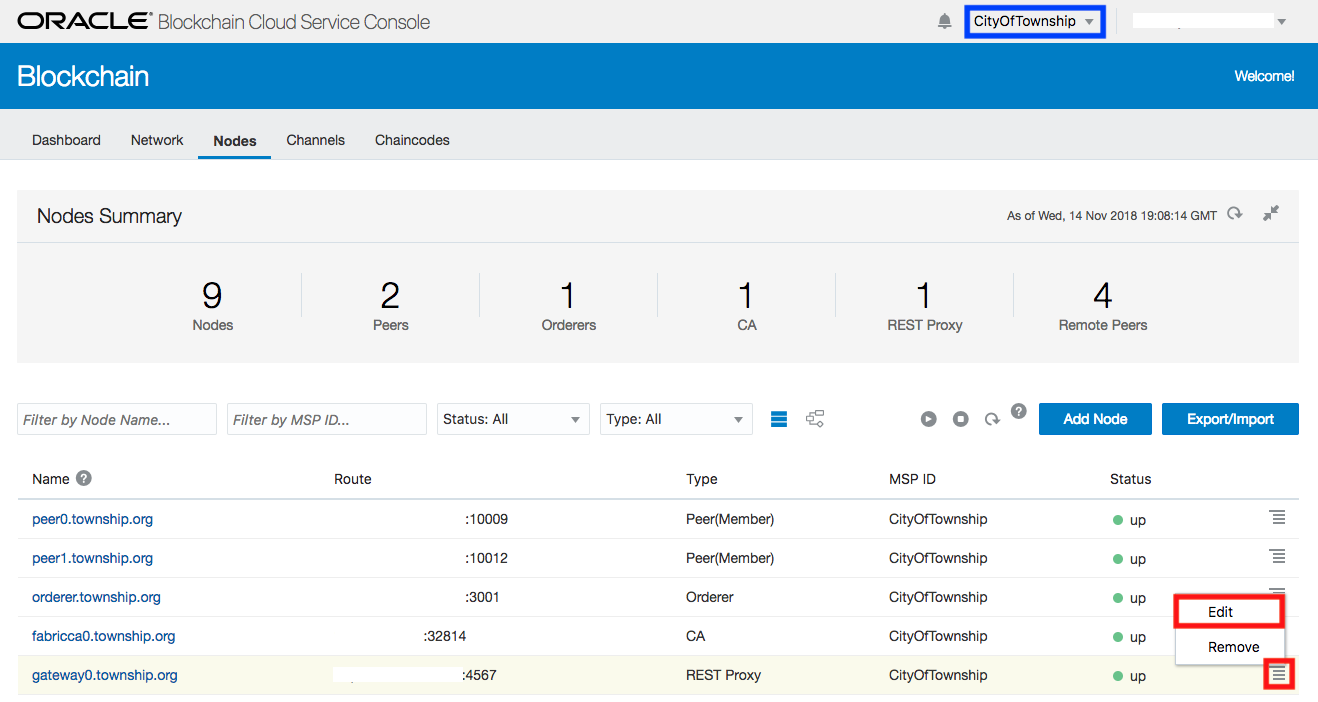 ORACLE® Blockchain Cloud Service Console CityOfTownship
Blockchain Welcome!
Dashboard Network Nodes Channels Chaincodes
Nodes Summary As of Wed, 14 Nov 2018 19:08:14 GMT
9 2 1 1 1 4
Nodes Peers Orderers CA REST Proxy Remote Peers
Filter by Node Name... Filter by MSP ID... Status: All Type: All ? Add Node Export/Import
Name ? Route Type MSP ID Status
peer0.township.org :10009 Peer(Member) CityOfTownship up
peer1.township.org :10012 Peer(Member) CityOfTownship up
orderer.township.org :3001 Orderer CityOfTownship up
Edit
fabricca0.township.org :32814 CA CityOfTownship up
Remove
gateway0.township.org :4567 REST Proxy CityOfTownship up